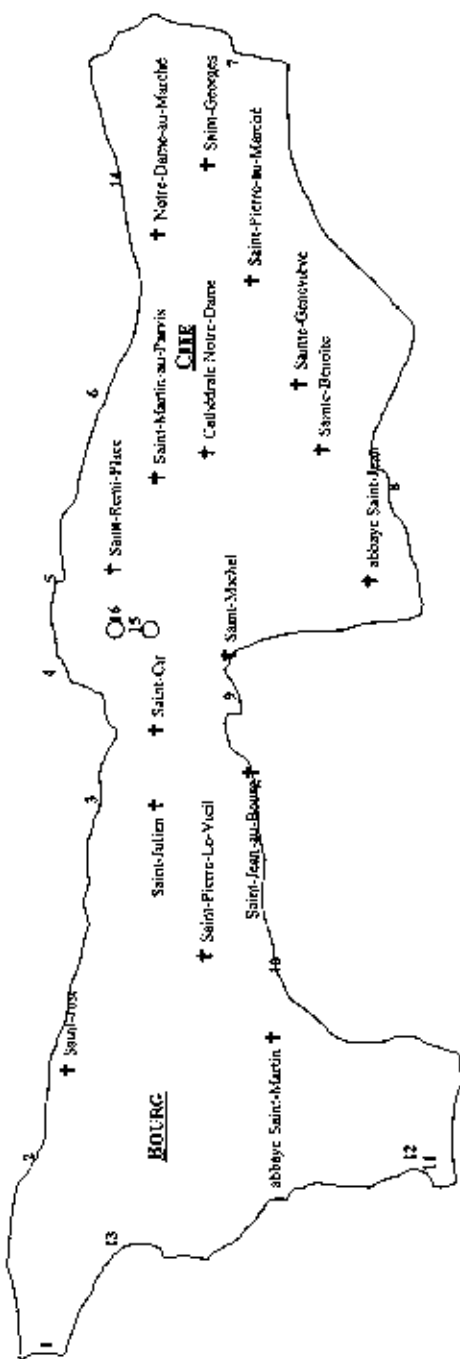 1
2
3
4
5
6
14
7
8
9
10
11
12
13
16
15
BOURG
CITE
Saint-Just
Saint-Julien
Saint-Pierre-Le-Vieil
abbaye Saint-Martin
Saint-Jean-au-Bourg
Saint-Michel
Saint-Remi-Place
Saint-Martin-au-Parvis
Cathédrale Notre-Dame
Notre-Dame-au-Marché
Saint-Georges
Saint-Pierre-au-Marché
Sainte-Geneviève
Sainte-Benoite
abbaye Saint-Jean